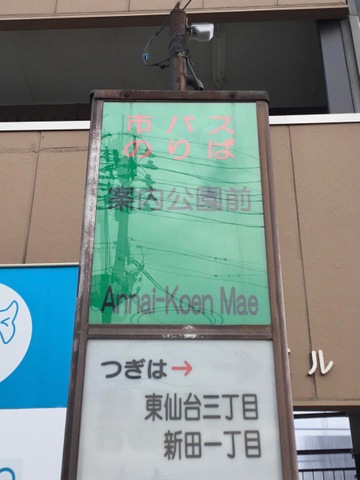 市バス
のりば
案内公園前
Annai-Koen Mae
つぎは→
東仙台三丁目
新田一丁目
ル